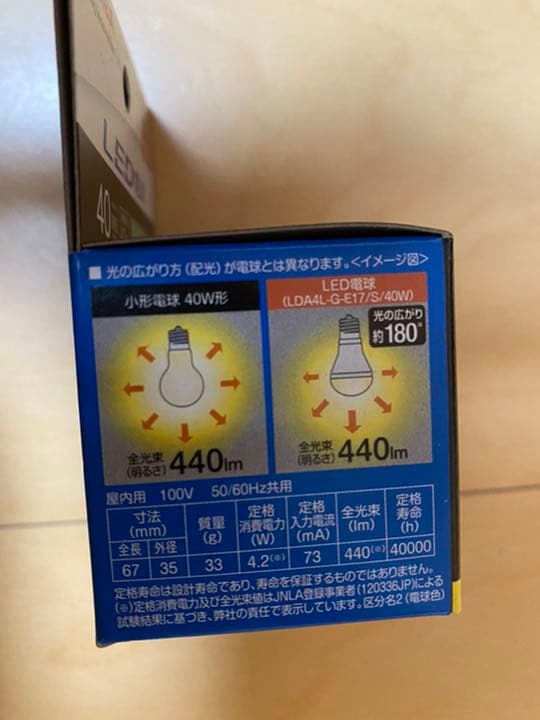 LED
40
■ 光の広がり方（配光）が電球とは異なります。＜イメージ図＞
小形電球 40W形
全光束
(明るさ) 440lm
LED電球
(LDA4L-G-E17/S/40W)
光の広がり
約180°
全光束
(明るさ) 440lm
屋内用 100V 50/60Hz共用
寸法
(mm)
全長 外径
67 35
質量
(g)
33
定格
消費電力
(W)
4.2(※)
定格
入力電流
(mA)
73
全光束
(lm)
440(※)
定格
寿命
(h)
40000
定格寿命は設計寿命であり、寿命を保証するものではありません。
(※)定格消費電力及び全光束値はJNLA登録事業者(120336JP)による
試験結果に基づき、弊社の責任で表示しています。区分名2（電球色）